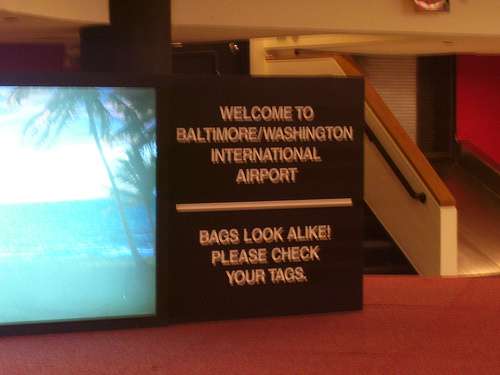 WELCOME TO
BALTIMORE/WASHINGTON
INTERNATIONAL
AIRPORT
BAGS LOOK ALIKE!
PLEASE CHECK
YOUR TAGS.